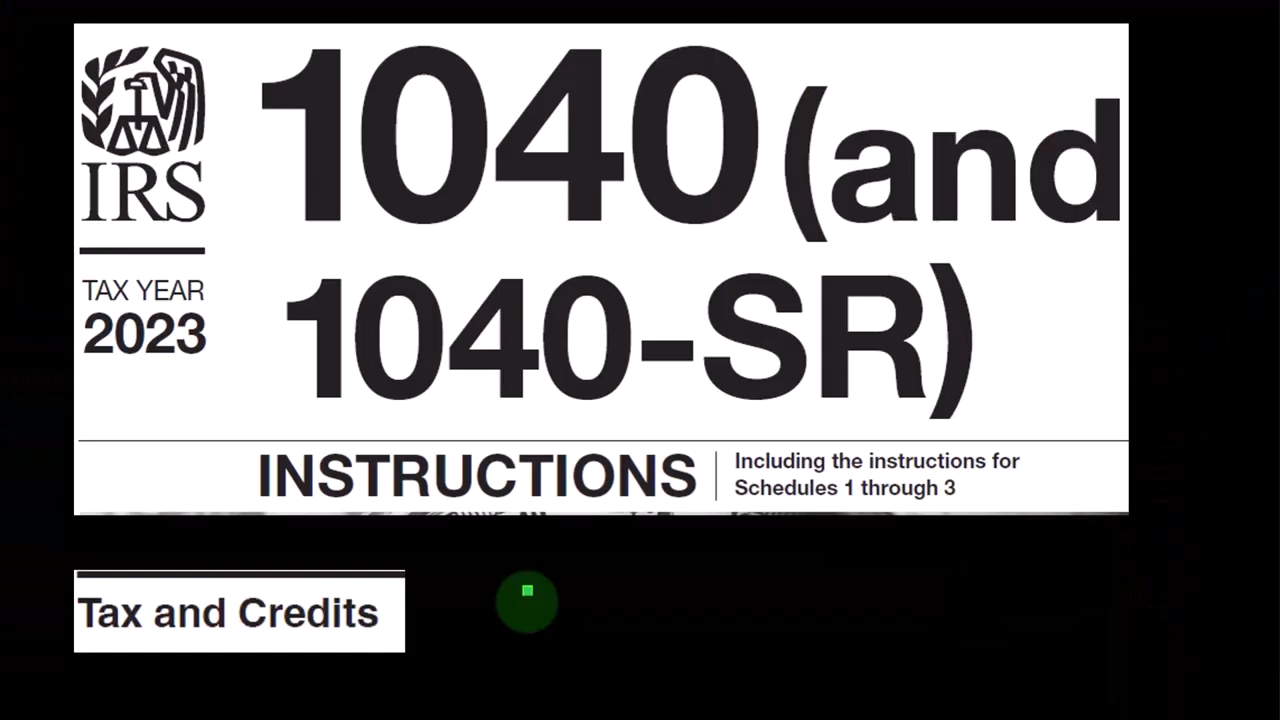 IRS
TAX YEAR
2023
1040 (and
1040-SR)
INSTRUCTIONS
Including the instructions for
Schedules 1 through 3
Tax and Credits